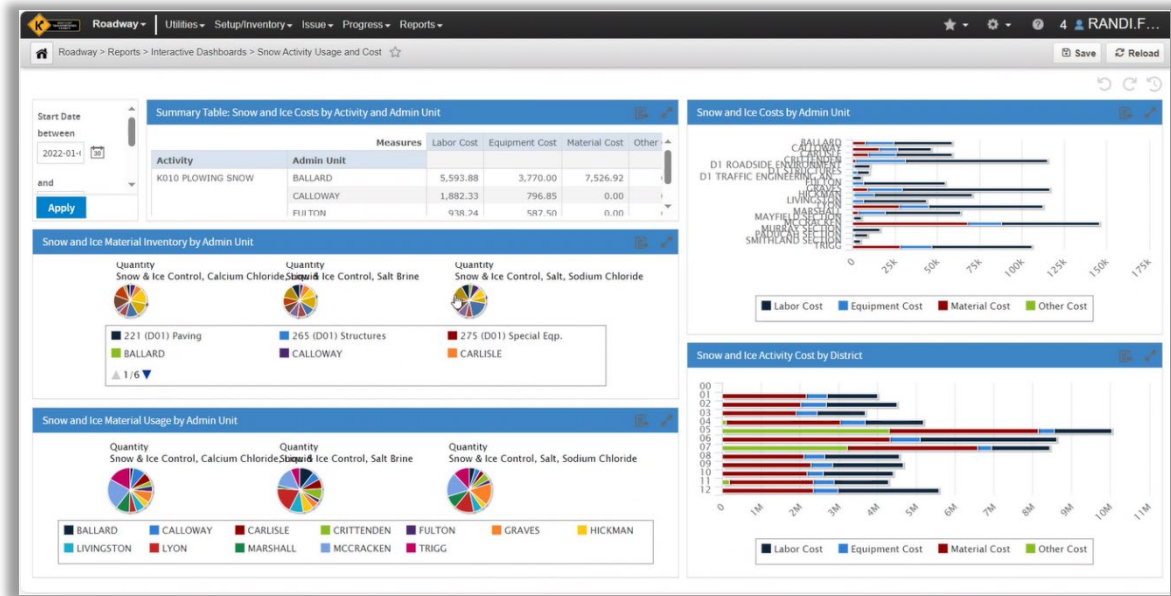 Roadway Utilities Setup/Inventory Issue Progress Reports 4 RANDI.F...
Roadway > Reports > Interactive Dashboards > Snow Activity Usage and Cost Save Reload
Start Date
between
2022-01-
and
Apply
Summary Table: Snow and Ice Costs by Activity and Admin Unit
Measures Labor Cost Equipment Cost Material Cost Other
Activity Admin Unit
K010 PLOWING SNOW BALLARD 5,593.88 3,770.00 7,526.92
CALLOWAY 1,882.33 796.85 0.00
FULTON 938.24 587.50 0.00
Snow and Ice Material Inventory by Admin Unit
Quantity Quantity Quantity
Snow & Ice Control, Calcium Chloride, Liquid Ice Control, Salt Brine Snow & Ice Control, Salt, Sodium Chloride
221 (D01) Paving 265 (D01) Structures 275 (D01) Special Eqp.
BALLARD CALLOWAY CARLISLE
1/6
Snow and Ice Material Usage by Admin Unit
Quantity Quantity Quantity
Snow & Ice Control, Calcium Chloride, Liquid Ice Control, Salt Brine Snow & Ice Control, Salt, Sodium Chloride
BALLARD CALLOWAY CARLISLE CRITTENDEN FULTON GRAVES HICKMAN
LIVINGSTON LYON MARSHALL MCCRACKEN TRIGG
Snow and Ice Costs by Admin Unit
BALLARD
CALLOWAY
CARLISLE
CRITTENDEN
D1 ROADSIDE ENVIRONMENT
D1 STRUCTURES
D1 TRAFFIC ENGINEERING AN...
FULTON
GRAVES
HICKMAN
LIVINGSTON
LYON
MARSHALL
MAYFIELD SECTION
MCCRACKEN
MURRAY SECTION
PADUCAH SECTION
SMITHLAND SECTION
TRIGG
0 25k 50k 75k 100k 125k 150k 175k
Labor Cost Equipment Cost Material Cost Other Cost
Snow and Ice Activity Cost by District
00
01
02
03
04
05
06
07
08
09
10
11
12
0 1M 2M 3M 4M 5M 6M 7M 8M 9M 10M 11M
Labor Cost Equipment Cost Material Cost Other Cost